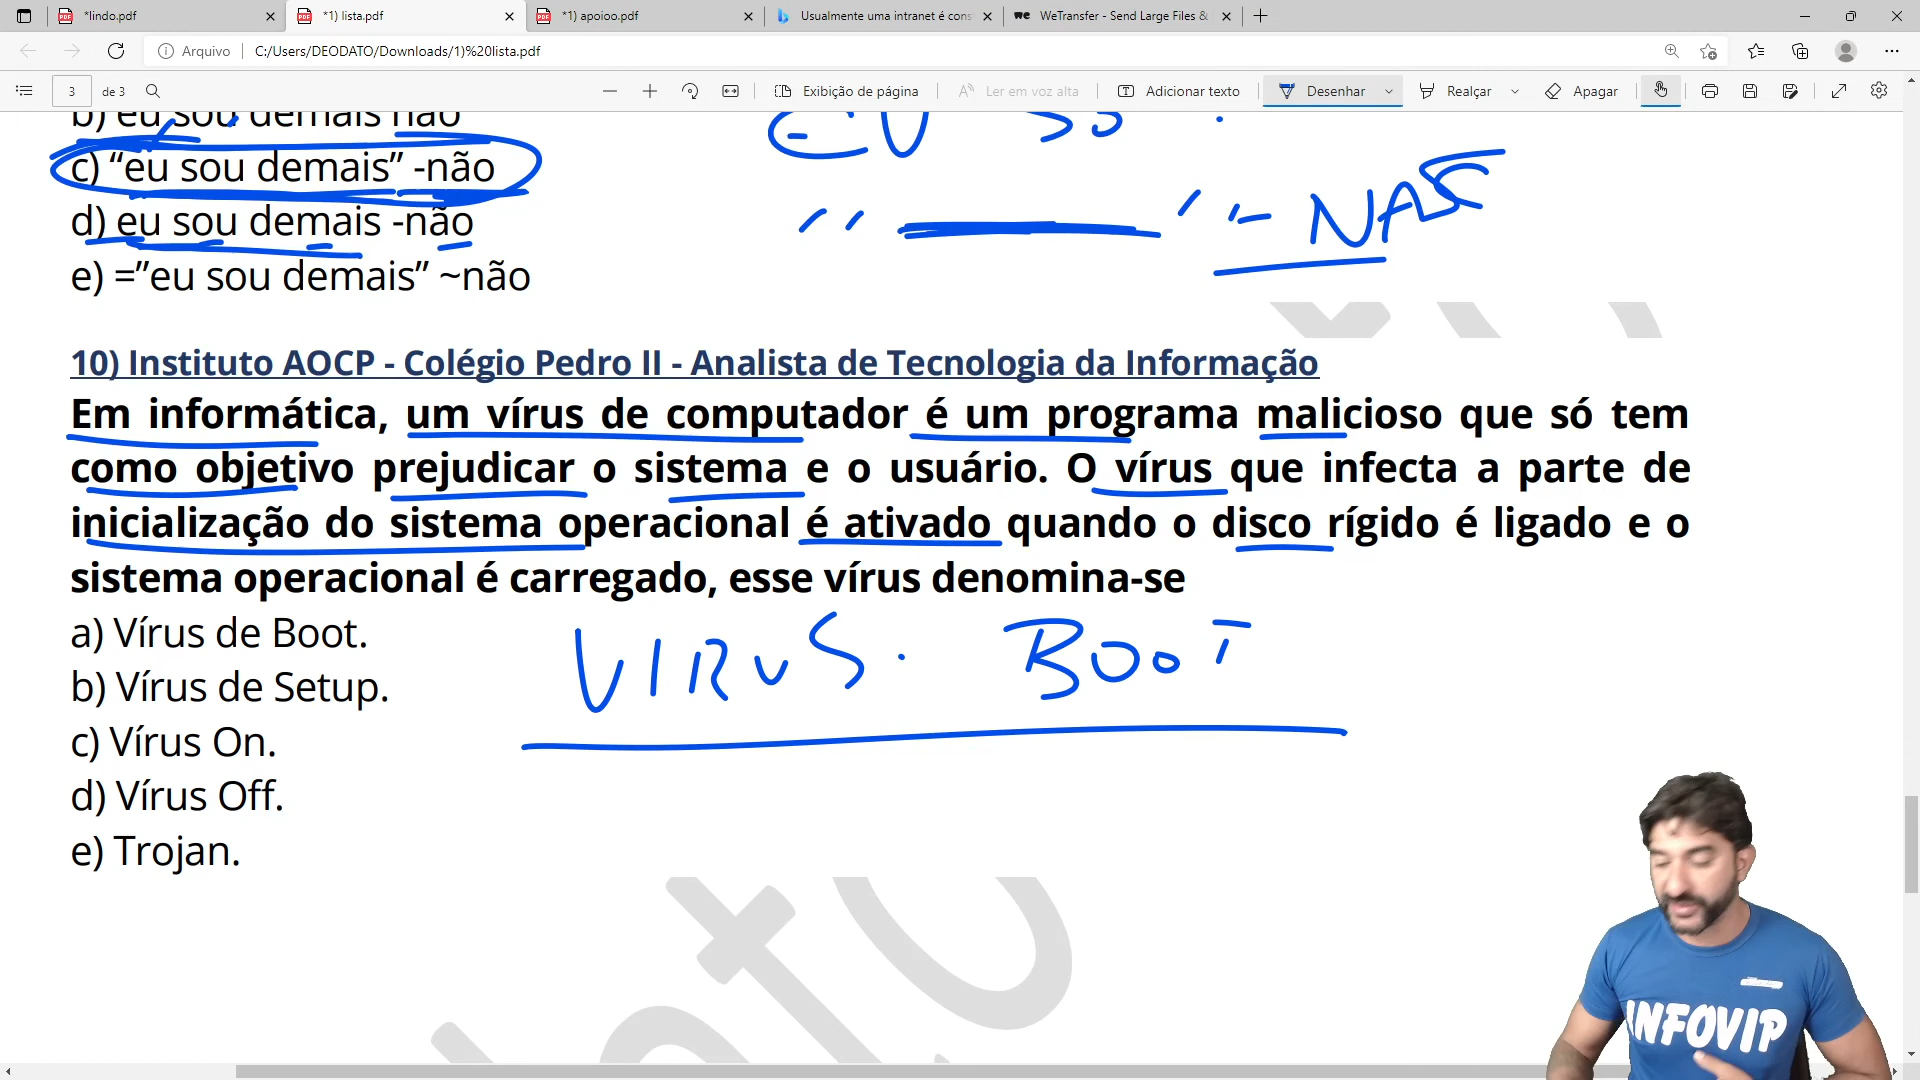 *lindo.pdf
*1) lista.pdf
*1) apoioo.pdf
Usualmente uma intranet é cons
WeTransfer - Send Large Files &
Arquivo
C:/Users/DEODATO/Downloads/1)%20lista.pdf
3
de 3
Exibição de página
Ler em voz alta
Adicionar texto
Desenhar
Realçar
Apagar
b) eu sou demais não
c) “eu sou demais” -não
d) eu sou demais -não
e) =”eu sou demais” ~não
10) Instituto AOCP - Colégio Pedro II - Analista de Tecnologia da Informação
Em informática, um vírus de computador é um programa malicioso que só tem
como objetivo prejudicar o sistema e o usuário. O vírus que infecta a parte de
inicialização do sistema operacional é ativado quando o disco rígido é ligado e o
sistema operacional é carregado, esse vírus denomina-se
a) Vírus de Boot.
VIRUS. BOOT
b) Vírus de Setup.
c) Vírus On.
d) Vírus Off.
e) Trojan.
INFOVIP